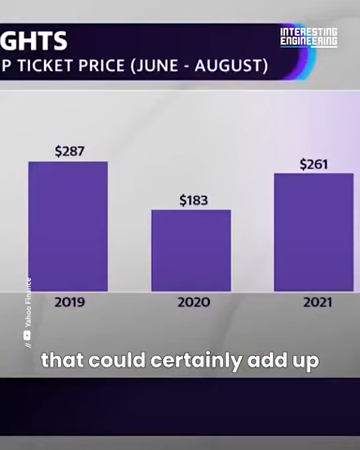 INTERESTING
ENGINEERING
GHTS
P TICKET PRICE (JUNE - AUGUST)
$287
$183
$261
2019
2020
2021
// Yahoo Finance
that could certainly add up